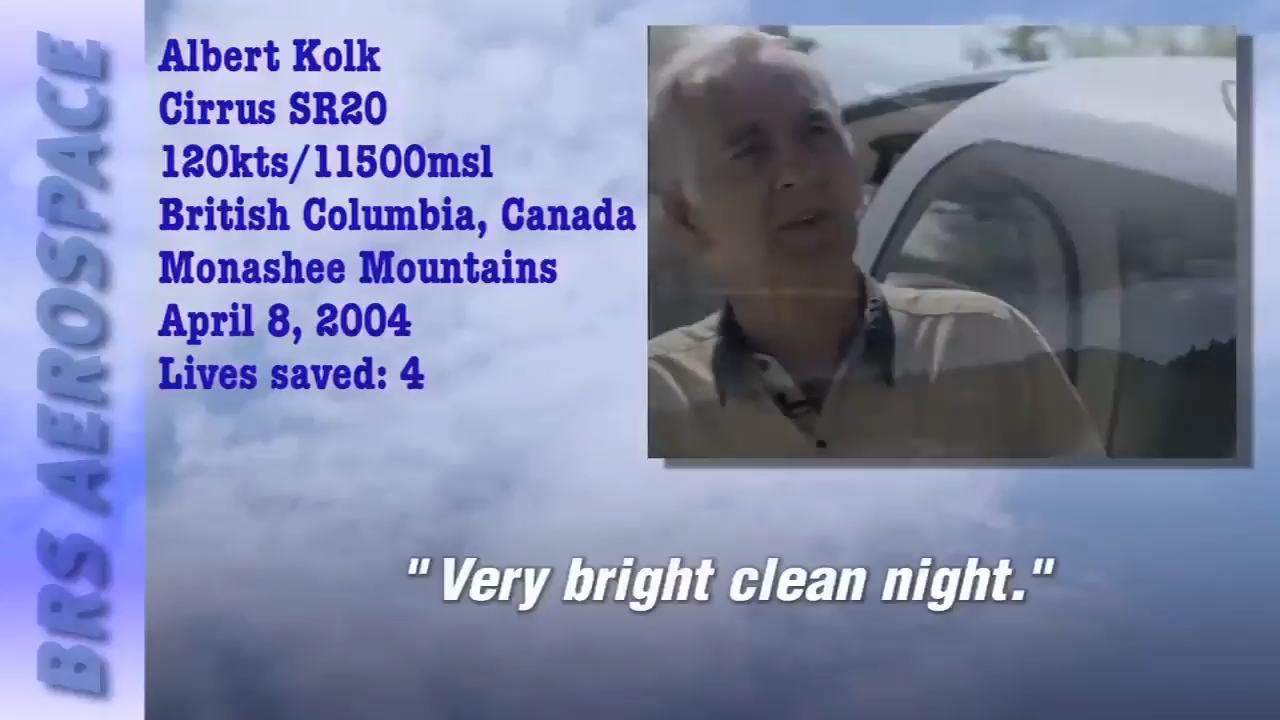 BRS AEROSPACE
Albert Kolk
Cirrus SR20
120kts/11500msl
British Columbia, Canada
Monashee Mountains
April 8, 2004
Lives saved: 4
"Very bright clean night."